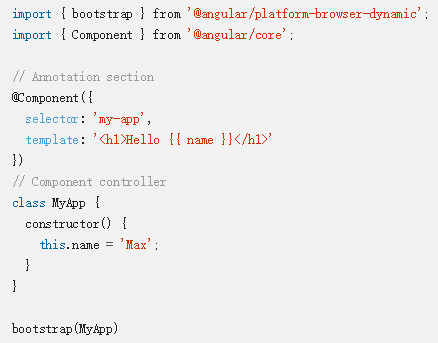 import { bootstrap } from '@angular/platform-browser-dynamic';
import { Component } from '@angular/core';

// Annotation section
@Component({
  selector: 'my-app',
  template: '<h1>Hello {{ name }}</h1>'
})
// Component controller
class MyApp {
  constructor() {
    this.name = 'Max';
  }
}

bootstrap(MyApp)